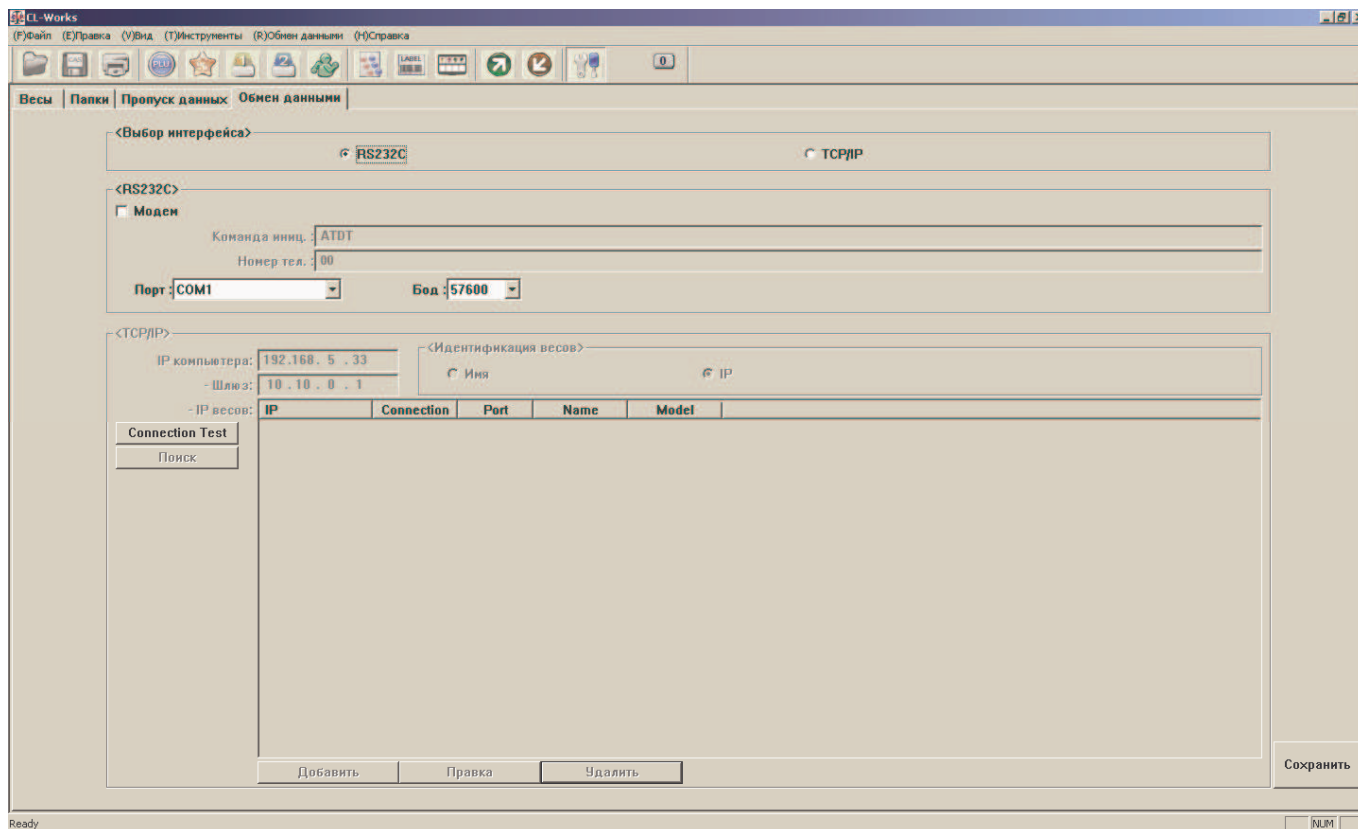 CL-Works
(F)Файл (E)Правка (V)Вид (T)Инструменты (R)Обмен данными (H)Справка
PLU 2 LABEL 0
Весы Папки Пропуск данных Обмен данными
<Выбор интерфейса>
RS232C TCP/IP
<RS232C>
Модем
Команда иниц. : ATDT
Номер тел. : 00
Порт : COM1 Бод : 57600
<TCP/IP>
IP компьютера: 192.168. 5 . 33 <Идентификация весов>
- Шлюз: 10 . 10 . 0 . 1 Имя IP
- IP весов: IP Connection Port Name Model
Connection Test
Поиск
Добавить Правка Удалить
Сохранить
Ready NUM